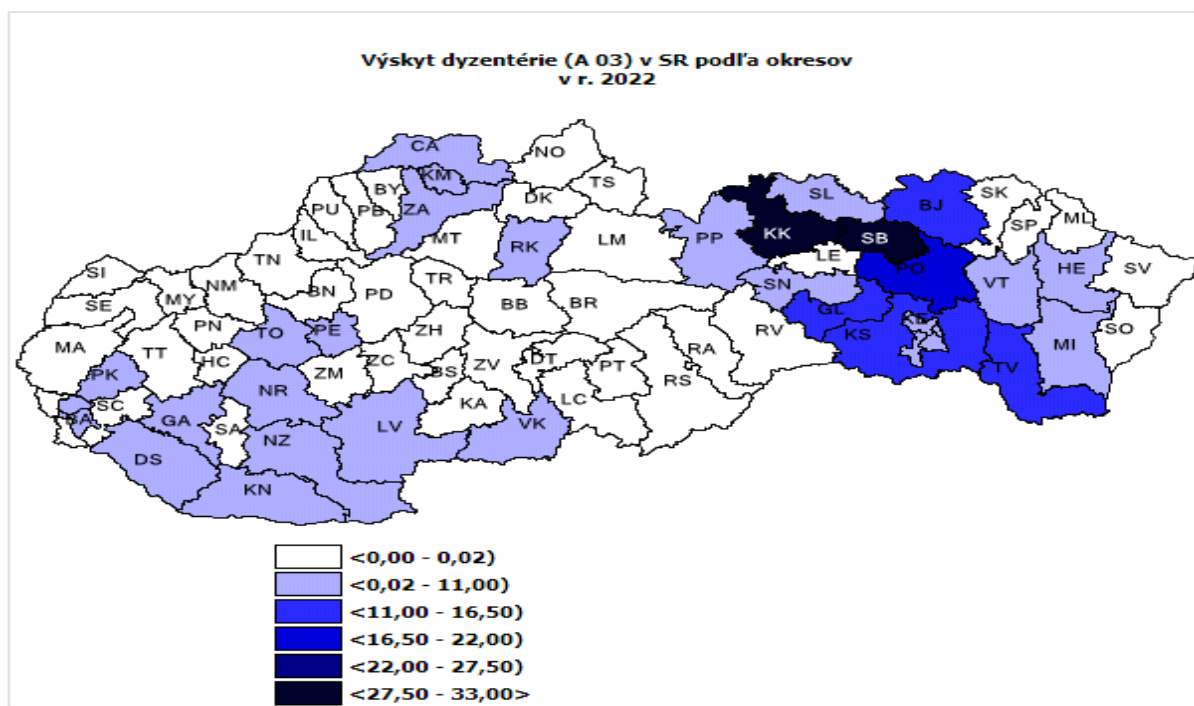 Výskyt dyzentérie (A 03) v SR podľa okresov
v r. 2022
CA
NO
KM
BY
TS
PU
PB
ZA
DK
SL
BJ
SK
SP
ML
IL
MT
RK
LM
PP
KK
SB
LE
TN
PO
VT
HE
SV
SI
NM
BN
PD
TR
SN
SE
MY
BB
BR
GL
PN
TO
PE
ZH
RV
KS
SO
MA
TT
HC
ZM
ZC
BS
ZV
DT
PT
RA
MI
TV
PK
NR
KA
LC
RS
SC
BA
GA
SA
NZ
LV
VK
DS
KN
<0,00 - 0,02)
<0,02 - 11,00)
<11,00 - 16,50)
<16,50 - 22,00)
<22,00 - 27,50)
<27,50 - 33,00>